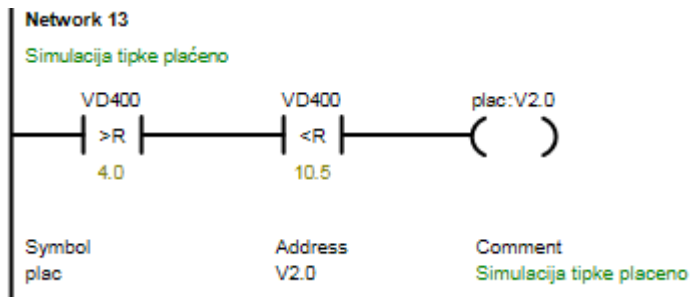 Network 13
Simulacija tipke plaćeno
VD400 VD400 plac:V2.0
>R <R
4.0 10.5
Symbol Address Comment
plac V2.0 Simulacija tipke placeno